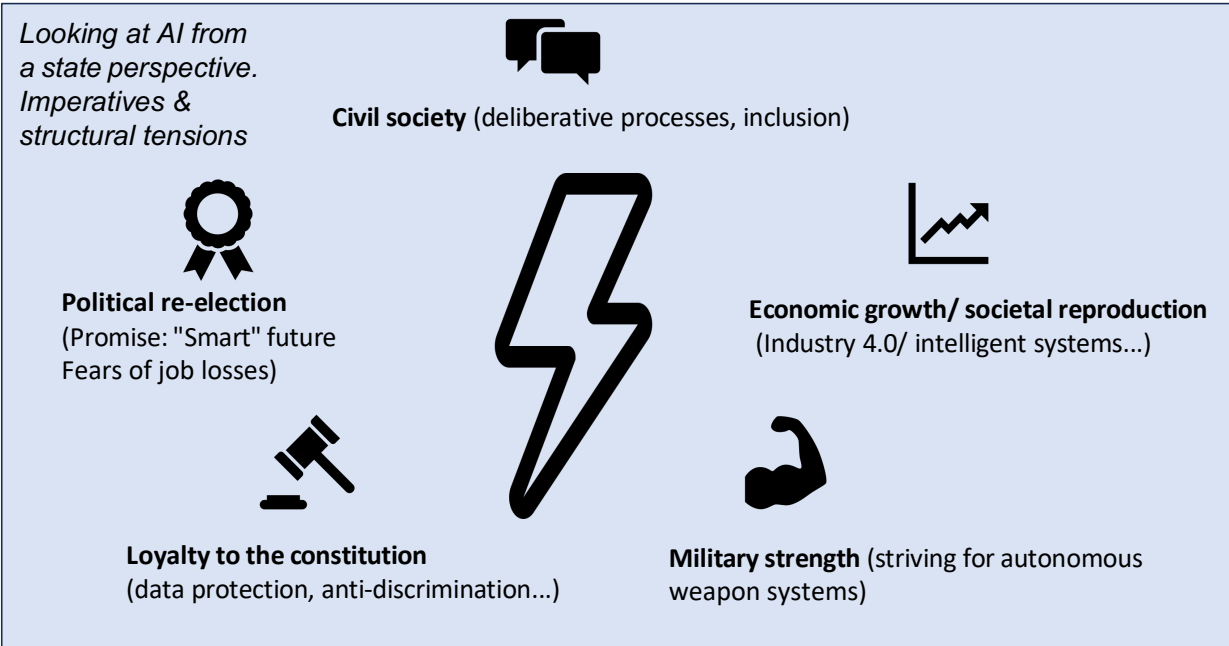 Looking at AI from
a state perspective.
Imperatives &
structural tensions
Civil society (deliberative processes, inclusion)
Political re-election
(Promise: "Smart" future
Fears of job losses)
Economic growth/ societal reproduction
(Industry 4.0/ intelligent systems...)
Loyalty to the constitution
(data protection, anti-discrimination...)
Military strength (striving for autonomous
weapon systems)